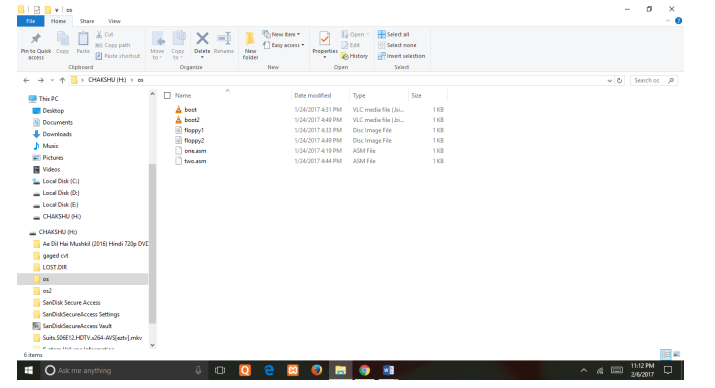 os
File Home Share View
Pin to Quick access
Copy
Paste
Cut
Copy path
Paste shortcut
Clipboard
Move to
Copy to
Delete
Rename
Organize
New folder
New item
Easy access
New
Properties
Open
Edit
History
Open
Select all
Select none
Invert selection
Select
CHAKSHU (H:) os
Search os
This PC
Desktop
Documents
Downloads
Music
Pictures
Videos
Local Disk (C:)
Local Disk (D:)
Local Disk (E:)
CHAKSHU (H:)
CHAKSHU (H:)
Ae Dil Hai Mushkil (2016) Hindi 720p DVD
gaged cvt
LOST.DIR
os
os2
SanDisk Secure Access
SanDiskSecureAccess Settings
SanDiskSecureAccess Vault
Suits.S06E12.HDTV.x264-AVS[eztv].mkv
Name Date modified Type Size
boot 1/24/2017 4:31 PM VLC media file (.bi... 1 KB
boot2 1/24/2017 4:49 PM VLC media file (.bi... 1 KB
floppy1 1/24/2017 4:33 PM Disc Image File 1 KB
floppy2 1/24/2017 4:49 PM Disc Image File 1 KB
one.asm 1/24/2017 4:19 PM ASM File 1 KB
two.asm 1/24/2017 4:44 PM ASM File 1 KB
6 items
Ask me anything
11:12 PM
2/6/2017